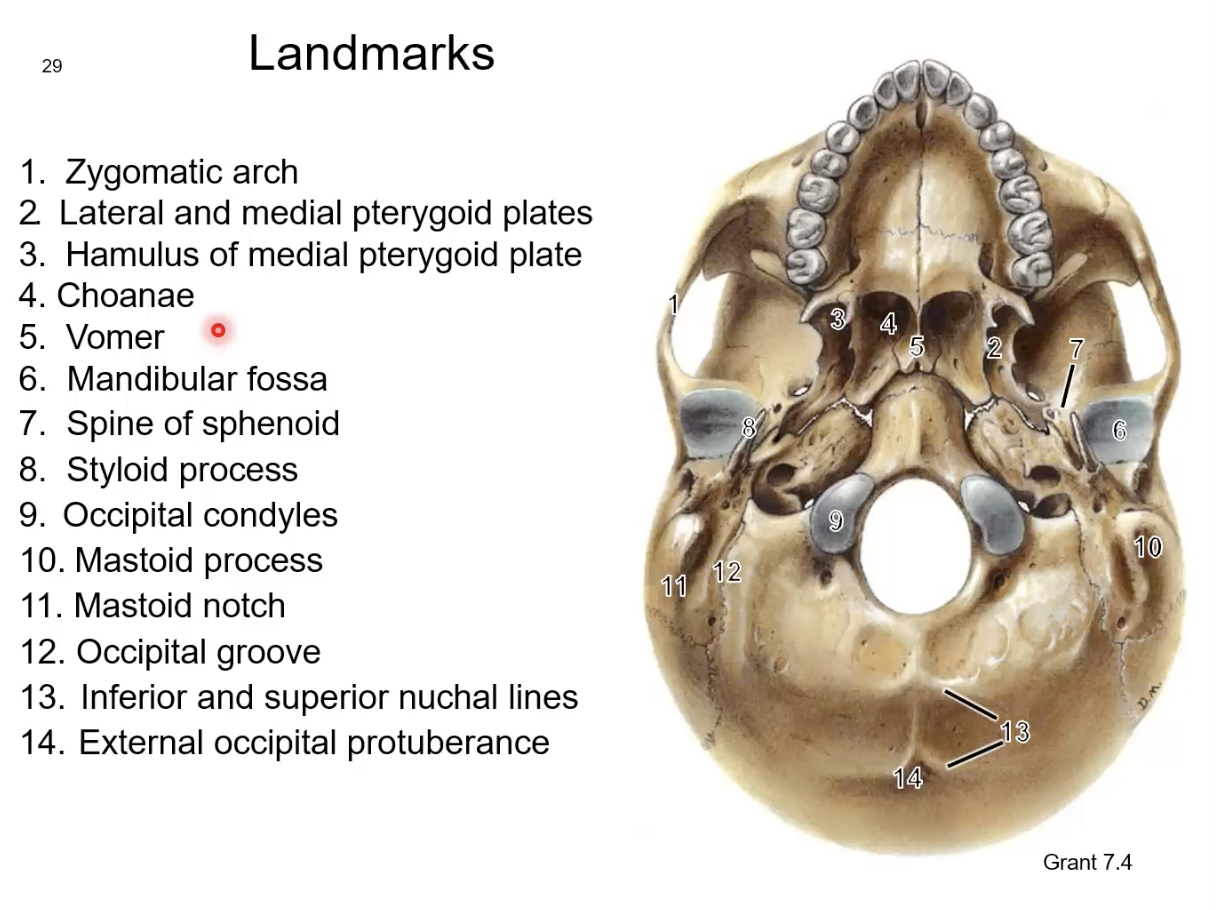 29
Landmarks
1. Zygomatic arch
2. Lateral and medial pterygoid plates
3. Hamulus of medial pterygoid plate
4. Choanae
5. Vomer
6. Mandibular fossa
7. Spine of sphenoid
8. Styloid process
9. Occipital condyles
10. Mastoid process
11. Mastoid notch
12. Occipital groove
13. Inferior and superior nuchal lines
14. External occipital protuberance
1
3
4
5
2
7
8
6
9
10
11
12
D.M.
13
14
Grant 7.4